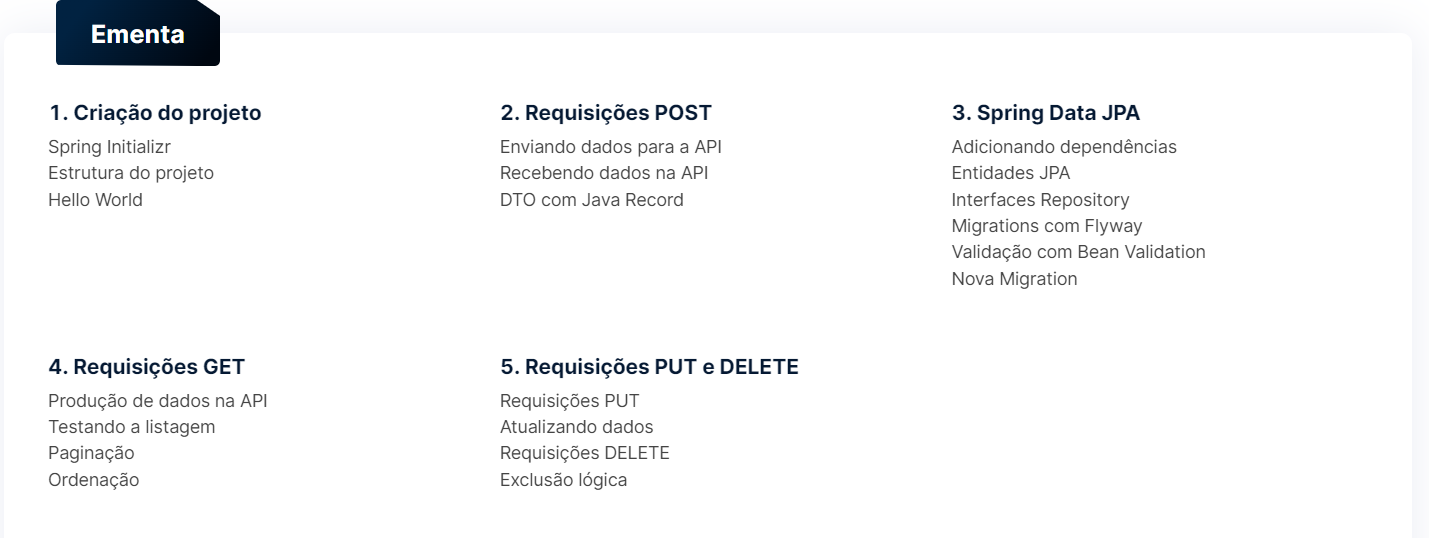 Ementa
1. Criação do projeto
Spring Initializr
Estrutura do projeto
Hello World
2. Requisições POST
Enviando dados para a API
Recebendo dados na API
DTO com Java Record
3. Spring Data JPA
Adicionando dependências
Entidades JPA
Interfaces Repository
Migrations com Flyway
Validação com Bean Validation
Nova Migration
4. Requisições GET
Produção de dados na API
Testando a listagem
Paginação
Ordenação
5. Requisições PUT e DELETE
Requisições PUT
Atualizando dados
Requisições DELETE
Exclusão lógica